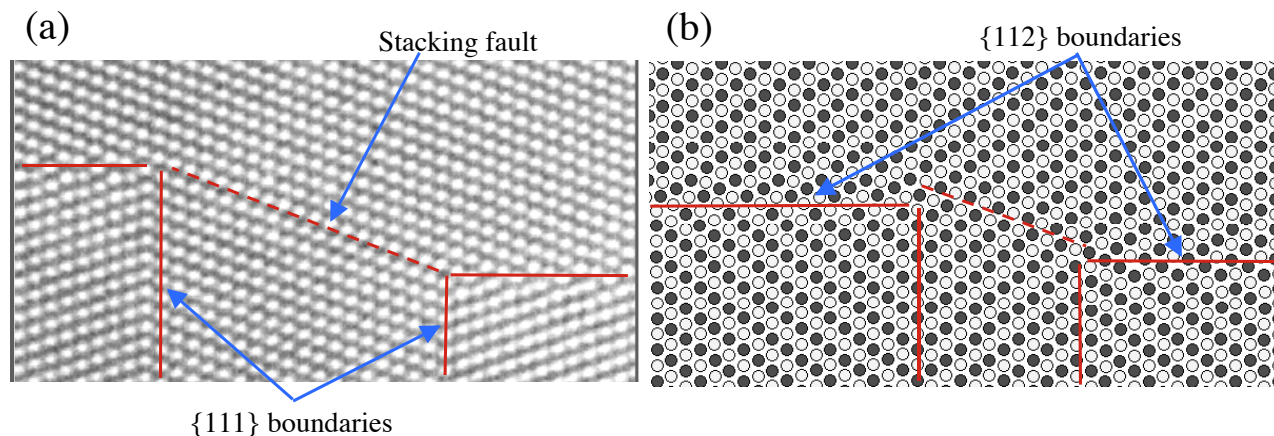 (a)
Stacking fault
{111} boundaries
(b)
{112} boundaries